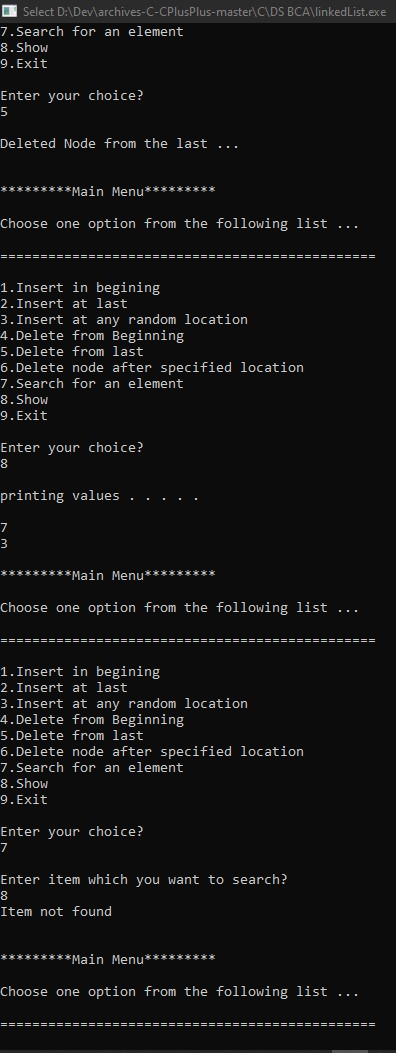 Select D:\Dev\archives-C-CPlusPlus-master\C\DS BCA\linkedList.exe
7.Search for an element
8.Show
9.Exit
Enter your choice?
5
Deleted Node from the last ...
*********Main Menu*********
Choose one option from the following list ...
===============================================
1.Insert in begining
2.Insert at last
3.Insert at any random location
4.Delete from Beginning
5.Delete from last
6.Delete node after specified location
7.Search for an element
8.Show
9.Exit
Enter your choice?
8
printing values . . . . .
7
3
*********Main Menu*********
Choose one option from the following list ...
===============================================
1.Insert in begining
2.Insert at last
3.Insert at any random location
4.Delete from Beginning
5.Delete from last
6.Delete node after specified location
7.Search for an element
8.Show
9.Exit
Enter your choice?
7
Enter item which you want to search?
8
Item not found
*********Main Menu*********
Choose one option from the following list ...
===============================================